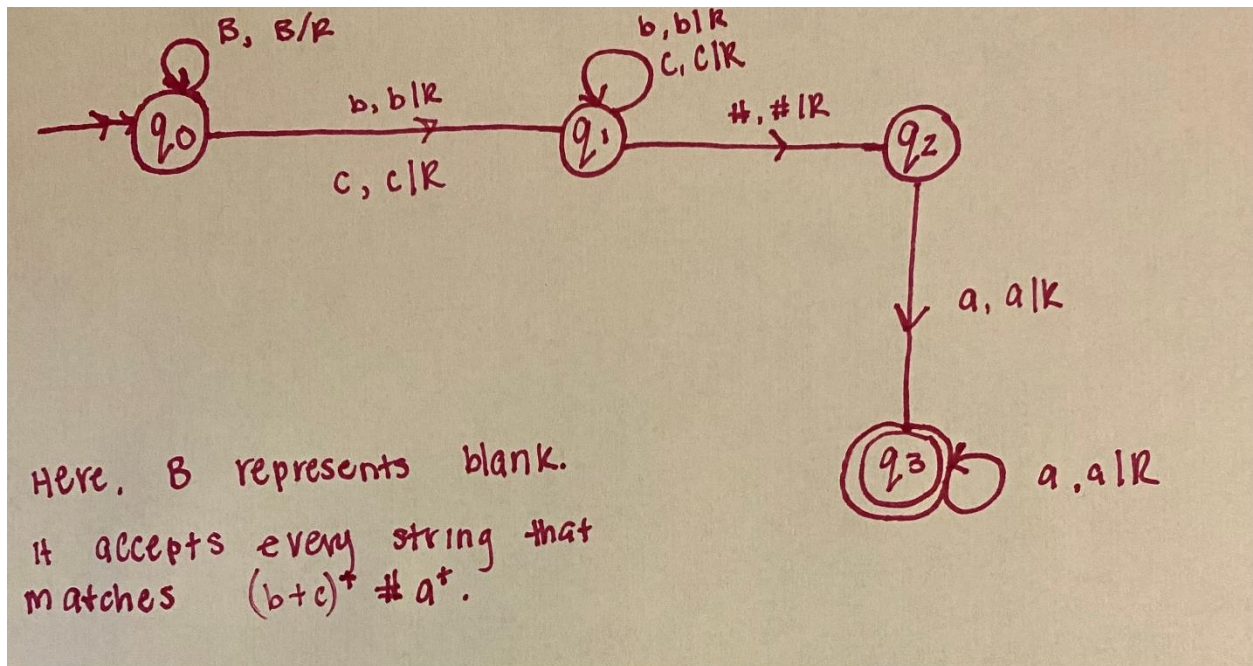 B, B/R
b, b|R
c, c|R
b, b|R
c, c|R
#, #|R
q0
q1
q2
a, a|R
q3
a, a|R
Here, B represents blank.
It accepts every string that
matches (b+c)⁺ # a⁺.